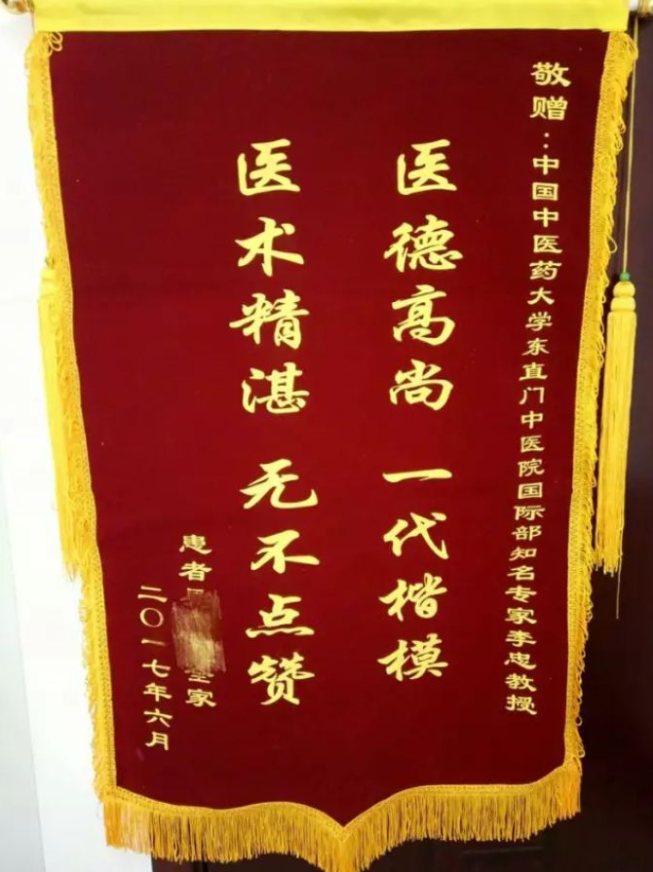 敬赠：中国中医药大学东直门中医院国际部知名专家李忠教授
医德高尚 一代楷模
医术精湛 无不点赞
患者 全家
二〇一七年六月